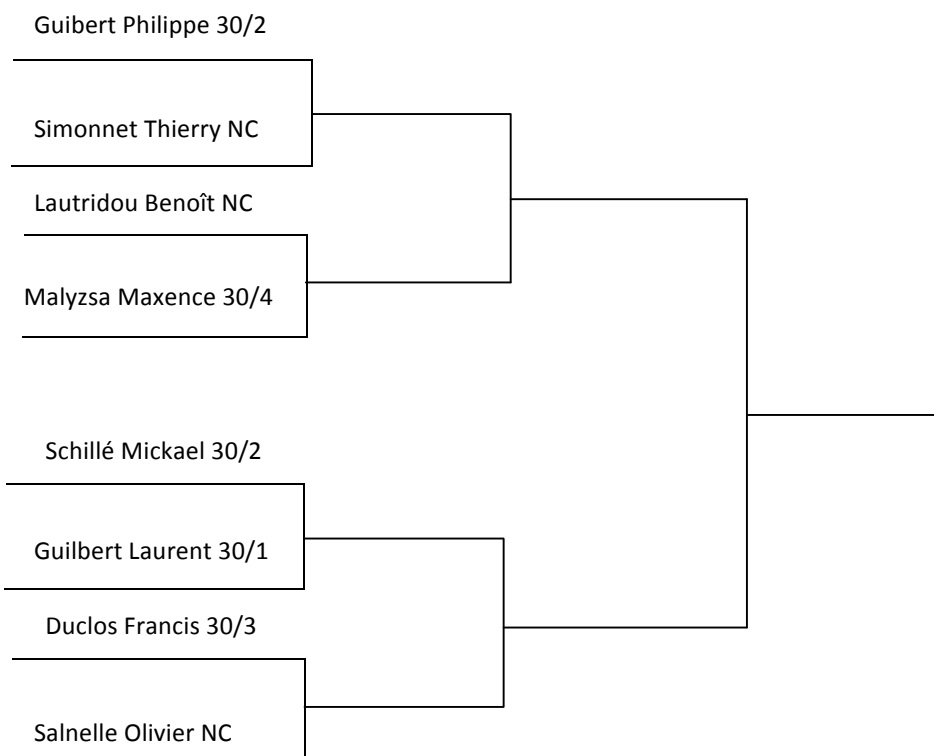 Guibert Philippe 30/2
Simonnet Thierry NC
Lautridou Benoît NC
Malyzsa Maxence 30/4
Schillé Mickael 30/2
Guilbert Laurent 30/1
Duclos Francis 30/3
Salnelle Olivier NC